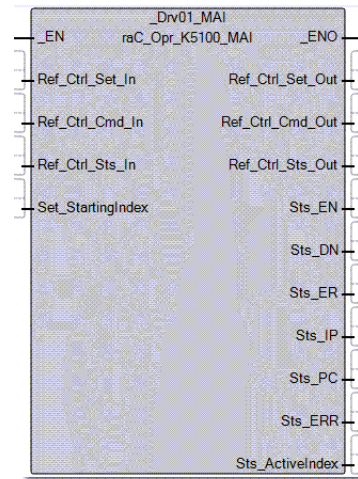 _Drv01_MAI
_EN raC_Opr_K5100_MAI _ENO
Ref_Ctrl_Set_In Ref_Ctrl_Set_Out
Ref_Ctrl_Cmd_In Ref_Ctrl_Cmd_Out
Ref_Ctrl_Sts_In Ref_Ctrl_Sts_Out
Set_StartingIndex Sts_EN
Sts_DN
Sts_ER
Sts_IP
Sts_PC
Sts_ERR
Sts_ActiveIndex